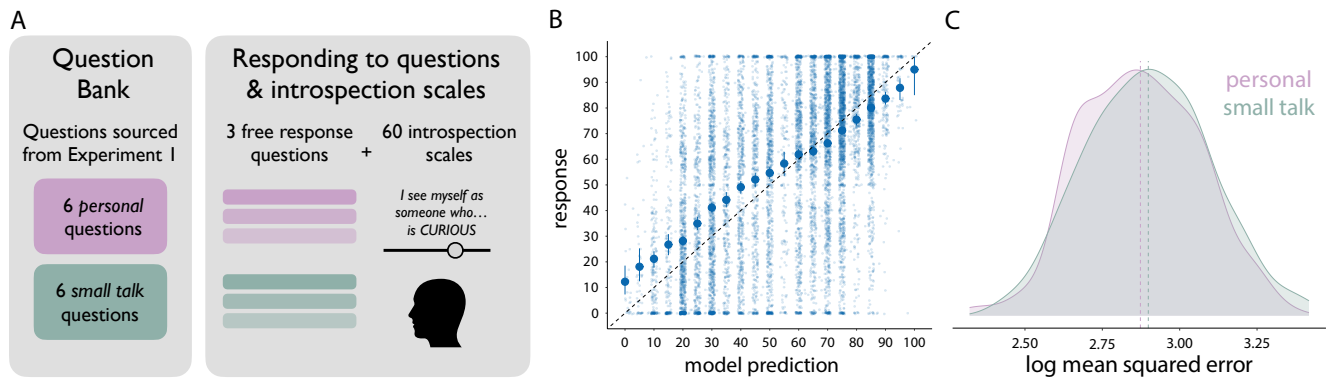 A
Question
Bank
Questions sourced
from Experiment 1
6 personal
questions
6 small talk
questions
Responding to questions
& introspection scales
3 free response
questions
+
60 introspection
scales
I see myself as
someone who...
is CURIOUS
B
response
100
90
80
70
60
50
40
30
20
10
0
0 10 20 30 40 50 60 70 80 90 100
model prediction
C
personal
small talk
2.50 2.75 3.00 3.25
log mean squared error